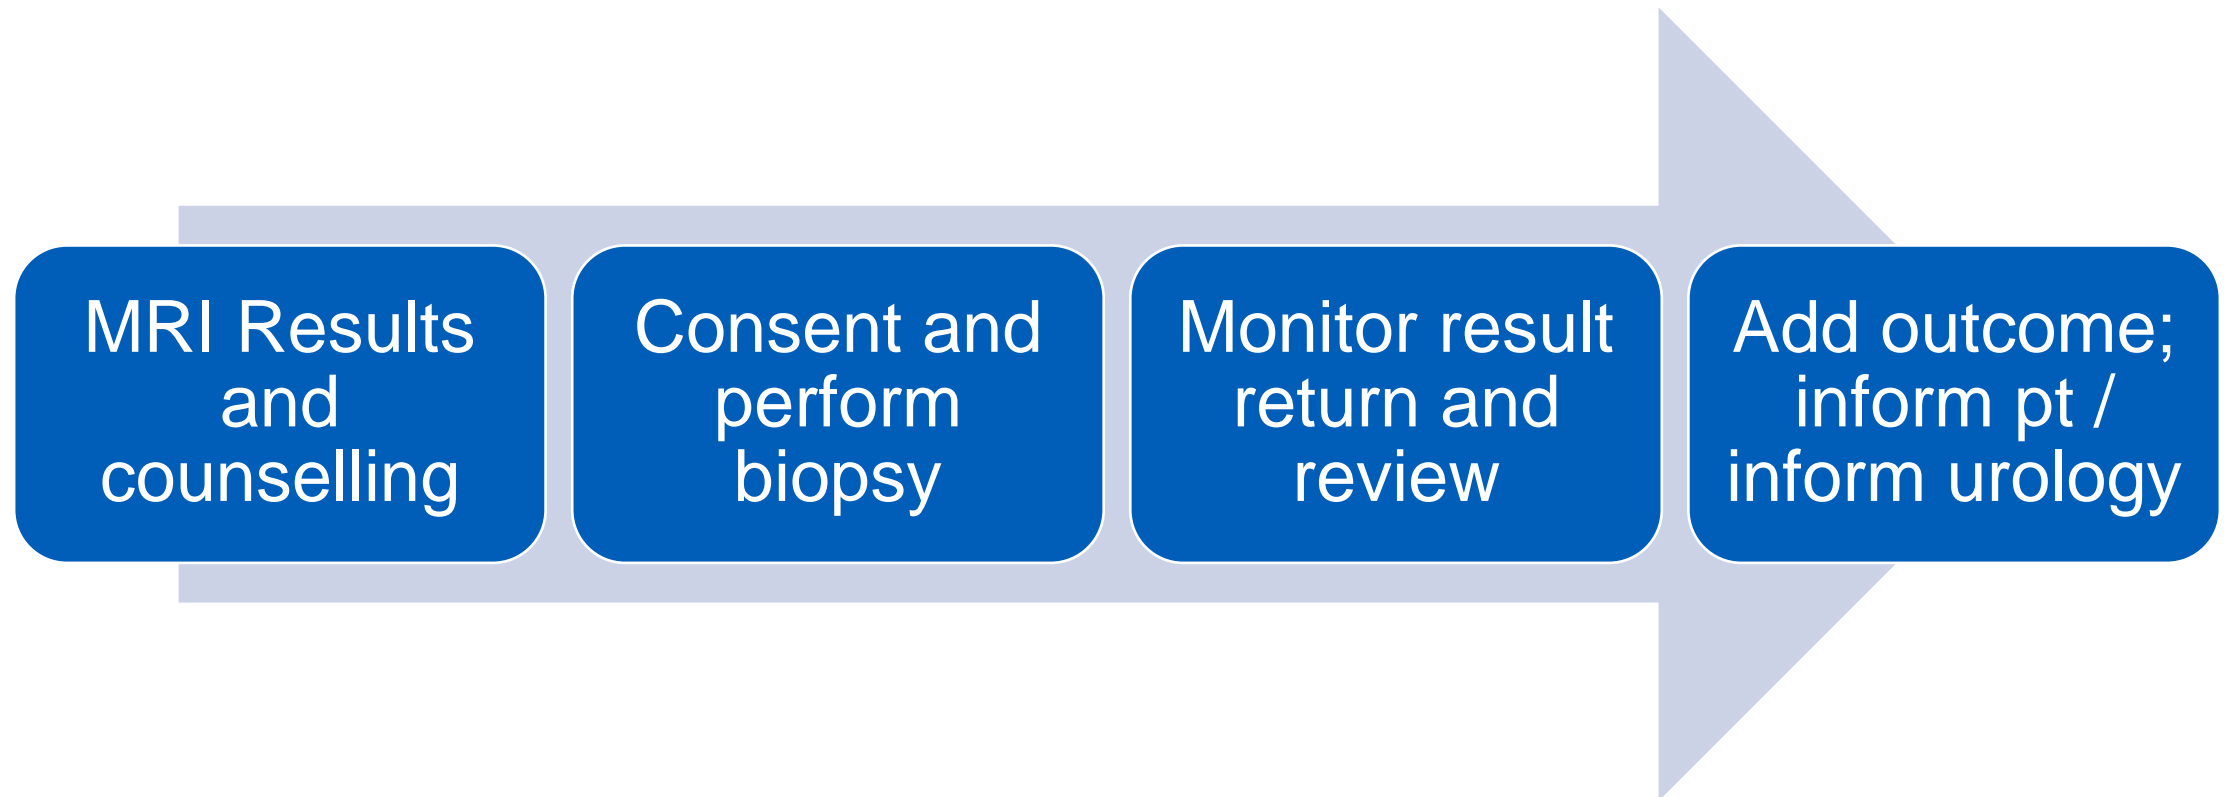 MRI Results
and
counselling
Consent and
perform
biopsy
Monitor result
return and
review
Add outcome;
inform pt /
inform urology